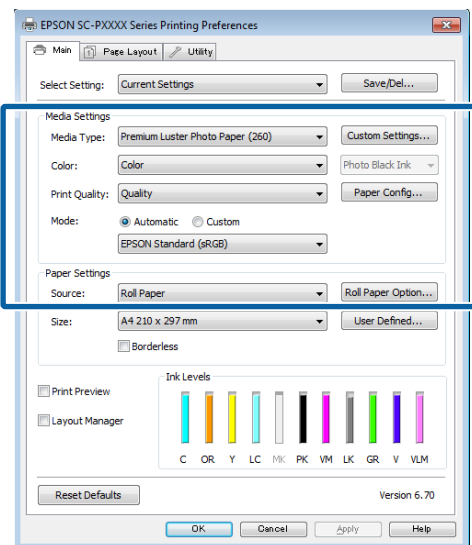 EPSON SC-PXXXX Series Printing Preferences
Main Page Layout Utility
Select Setting: Current Settings Save/Del...
Media Settings
Media Type: Premium Luster Photo Paper (260) Custom Settings...
Color: Color Photo Black Ink
Print Quality: Quality Paper Config...
Mode: Automatic Custom
EPSON Standard (sRGB)
Paper Settings
Source: Roll Paper Roll Paper Option...
Size: A4 210 x 297 mm User Defined...
Borderless
Ink Levels
Print Preview
Layout Manager
C OR Y LC MK PK VM LK GR V VLM
Reset Defaults Version 6.70
OK Cancel Apply Help